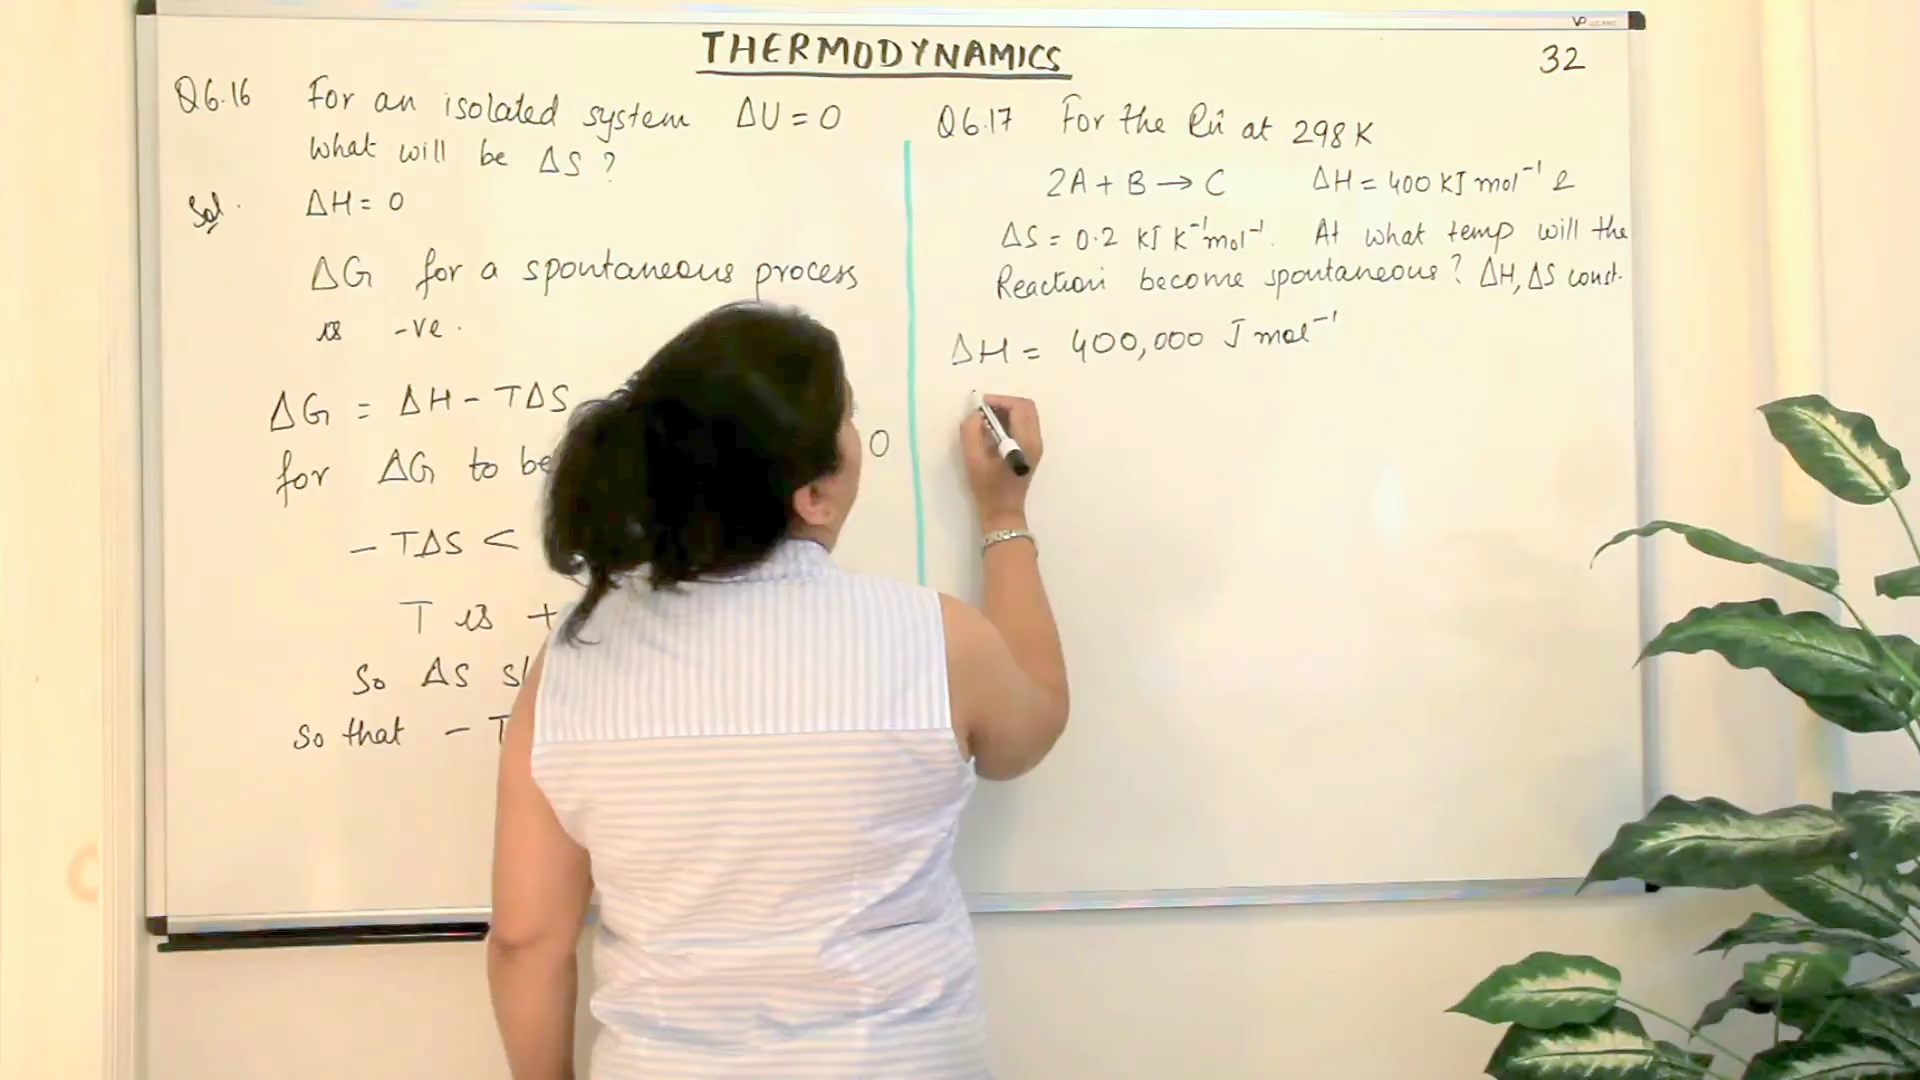 THERMODYNAMICS
32
Q6.16 For an isolated system ΔU = 0
What will be ΔS ?
Sol. ΔH = 0
ΔG for a spontaneous process
is -ve.
ΔG = ΔH - TΔS
for ΔG to be
0
- TΔS <
T is +
So ΔS
so that - T
Q6.17 For the at 298 K
2A + B → C ΔH = 400 KJ mol⁻¹ &
ΔS = 0.2 KJ K⁻¹ mol⁻¹. At what temp will the
Reaction become spontaneous? ΔH, ΔS const.
ΔH = 400,000 J mol⁻¹